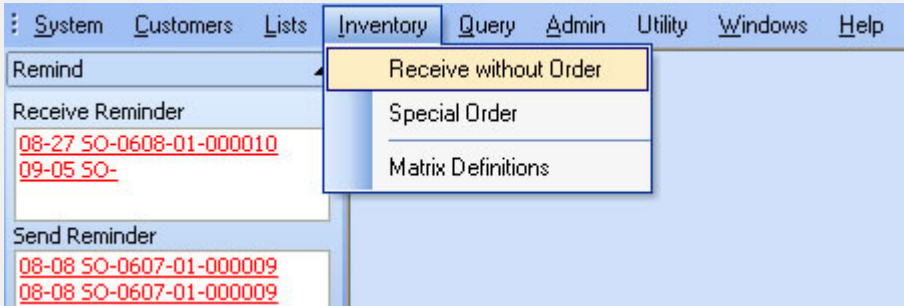 System Customers Lists Inventory Query Admin Utility Windows Help
Remind
Receive without Order
Receive Reminder
Special Order
08-27 SO-0608-01-000010
09-05 SO-
Matrix Definitions
Send Reminder
08-08 SO-0607-01-000009
08-08 SO-0607-01-000009